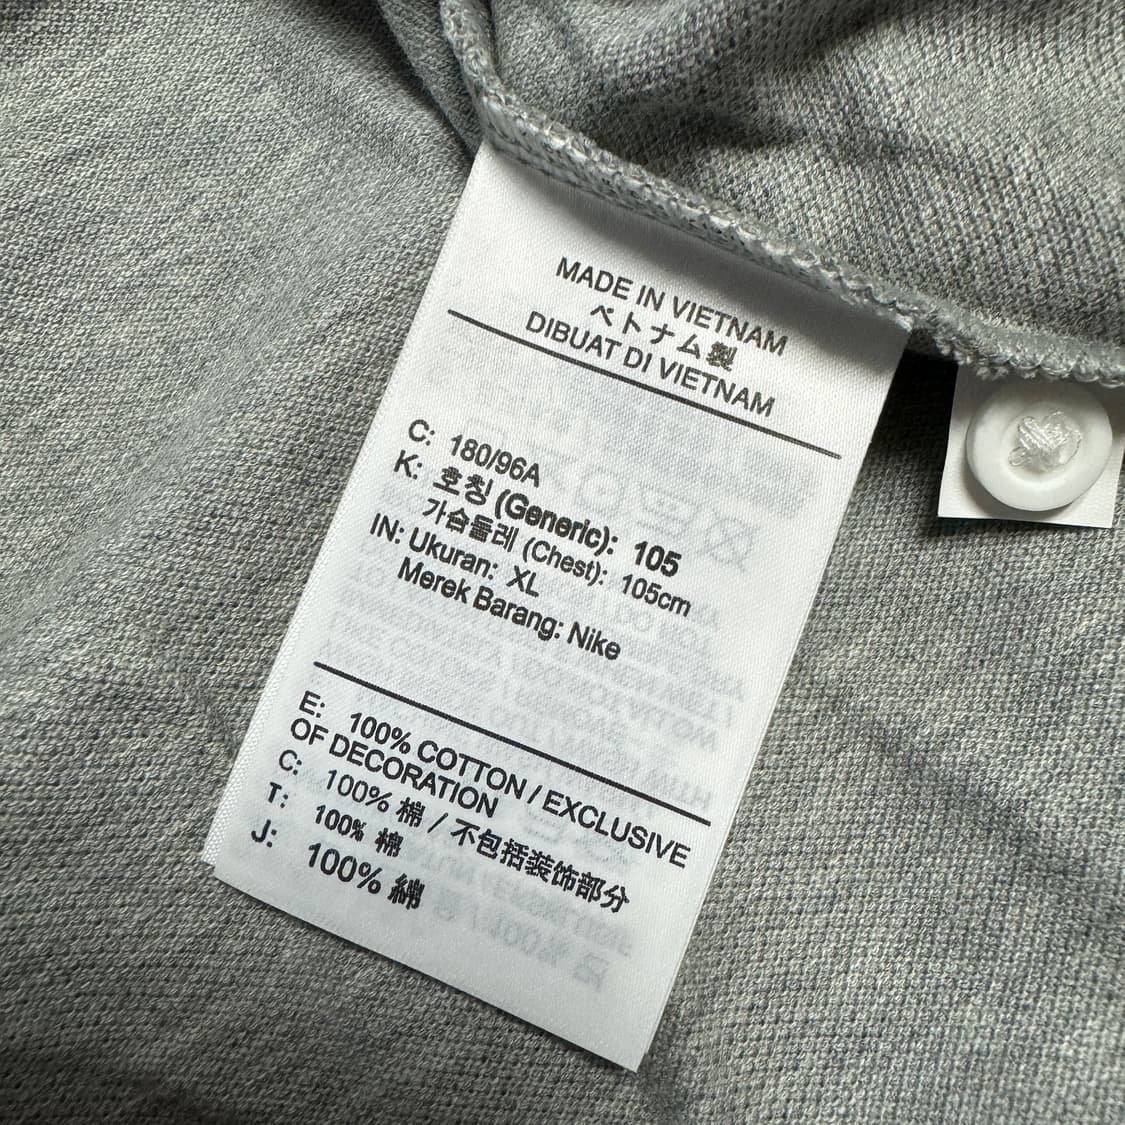 MADE IN VIETNAM
ベトナム製
DIBUAT DI VIETNAM
C: 180/96A
K: 호칭 (Generic): 105
가슴둘레 (Chest): 105cm
IN: Ukuran: XL
Merek Barang: Nike
E: 100% COTTON / EXCLUSIVE
OF DECORATION
C: 100% 棉 / 不包括装饰部分
T: 100% 棉
J: 100% 綿